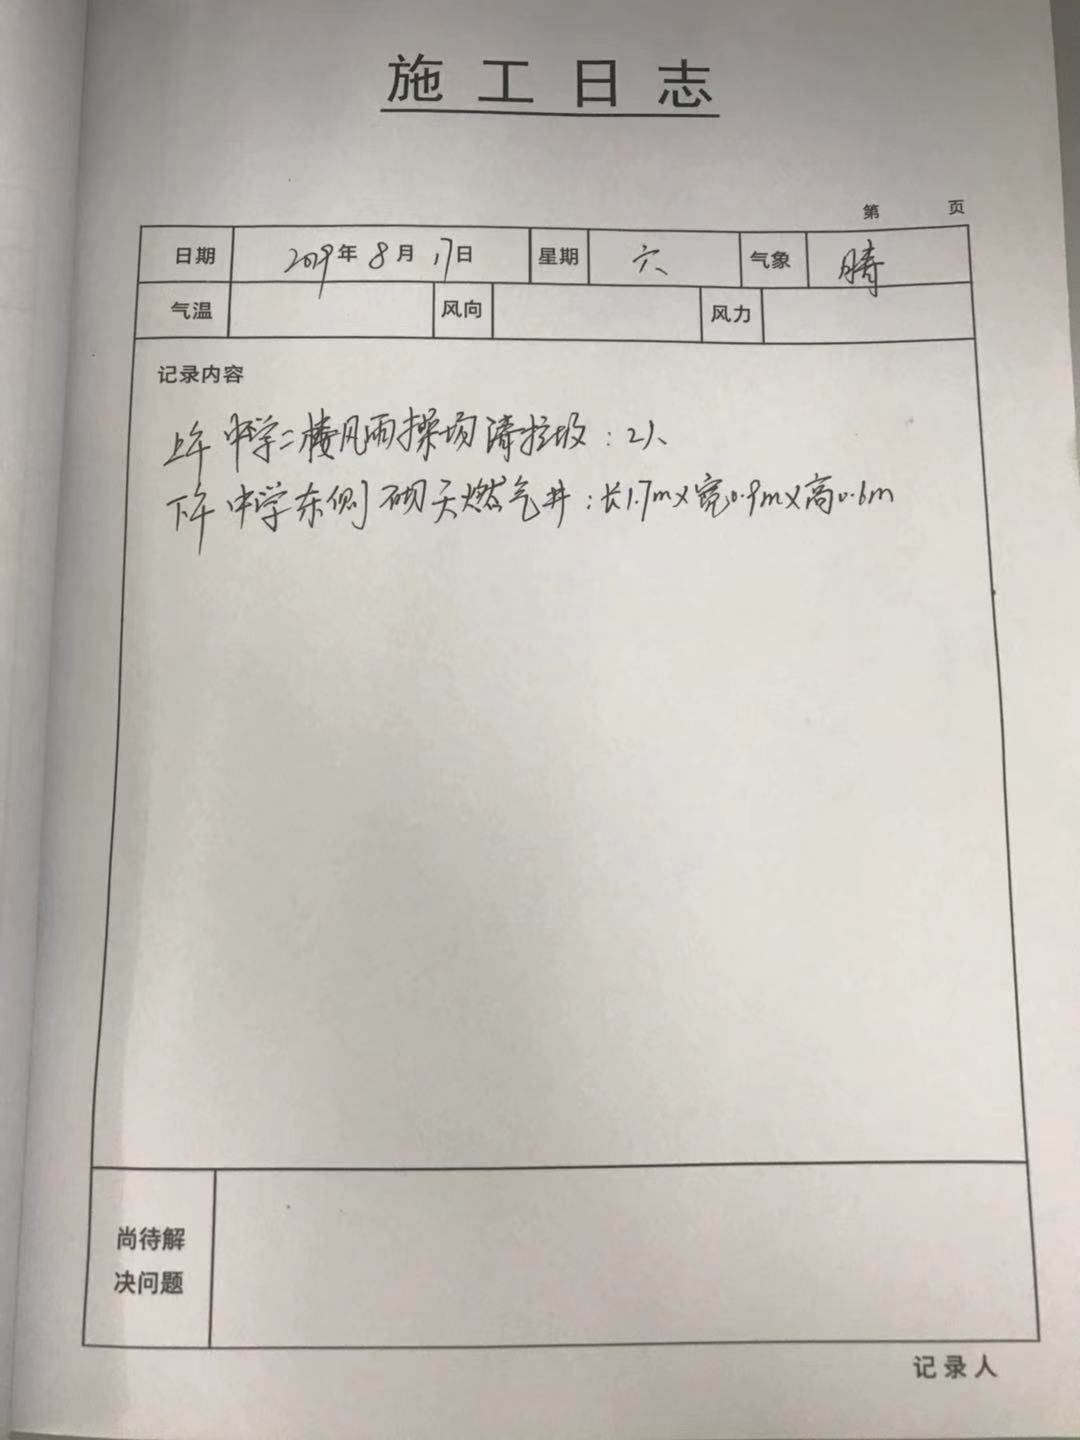 施工日志
第 页
日期 2019年8月17日 星期 六 气象 晴
气温 风向 风力
记录内容
上午 中学二楼风雨操场清垃圾：2人
下午 中学东侧砌天燃气井：长1.7m×宽0.9m×高0.6m
尚待解
决问题
记录人